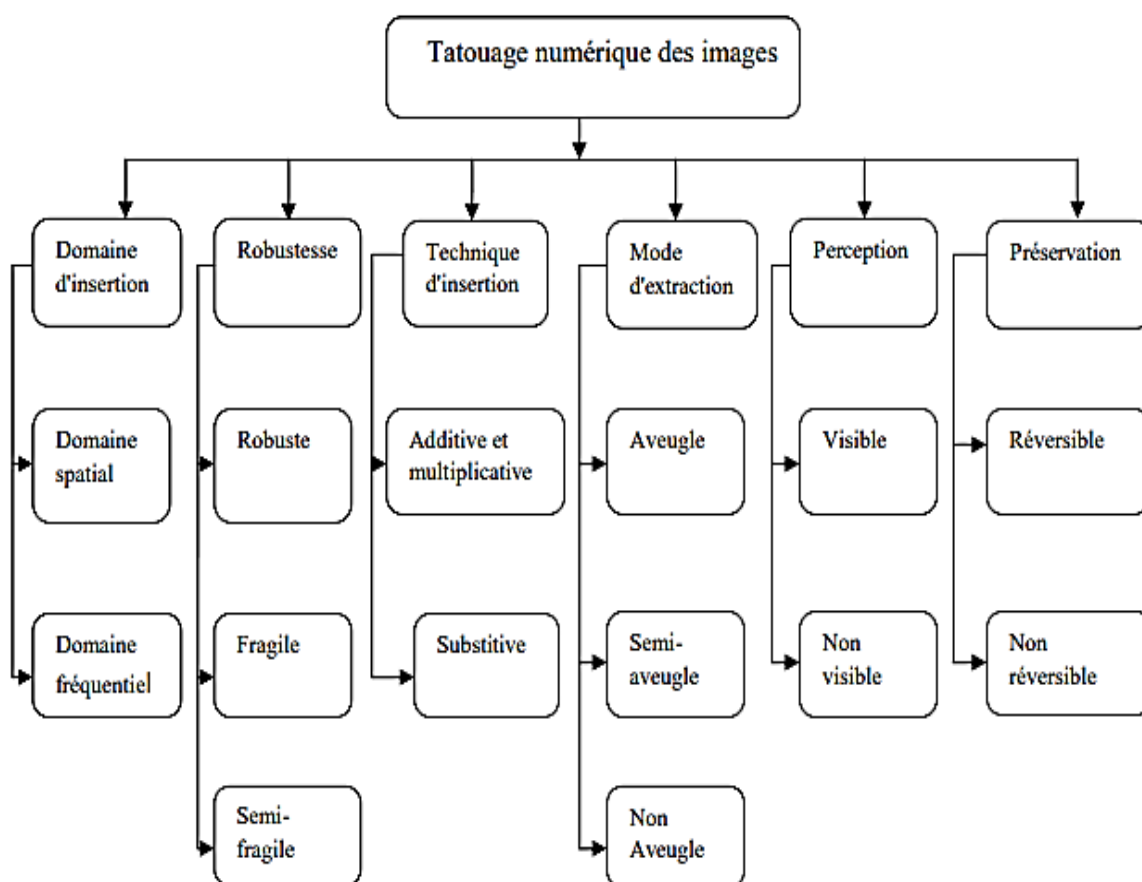 Tatouage numérique des images
Domaine
d'insertion
Robustesse
Technique
d'insertion
Mode
d'extraction
Perception
Préservation
Domaine
spatial
Robuste
Additive et
multiplicative
Aveugle
Visible
Réversible
Domaine
fréquentiel
Fragile
Substitive
Semi-
aveugle
Non
visible
Non
réversible
Semi-
fragile
Non
Aveugle